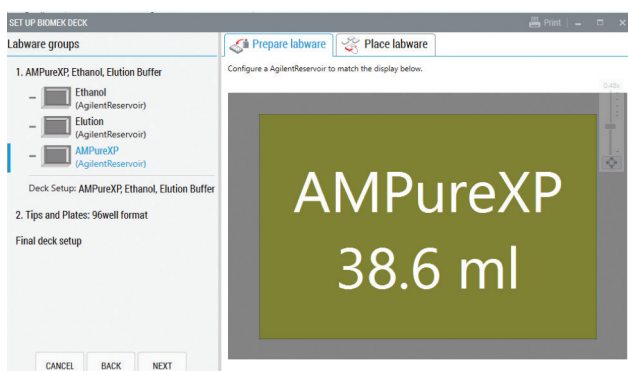 SET UP BIOMEK DECK
Print
Labware groups
Prepare labware
Place labware
1. AMPureXP, Ethanol, Elution Buffer
Configure a AgilentReservoir to match the display below.
Ethanol
(AgilentReservoir)
Elution
(AgilentReservoir)
AMPureXP
(AgilentReservoir)
Deck Setup: AMPureXP, Ethanol, Elution Buffer
2. Tips and Plates: 96well format
Final deck setup
0.48x
AMPureXP
38.6 ml
CANCEL BACK NEXT